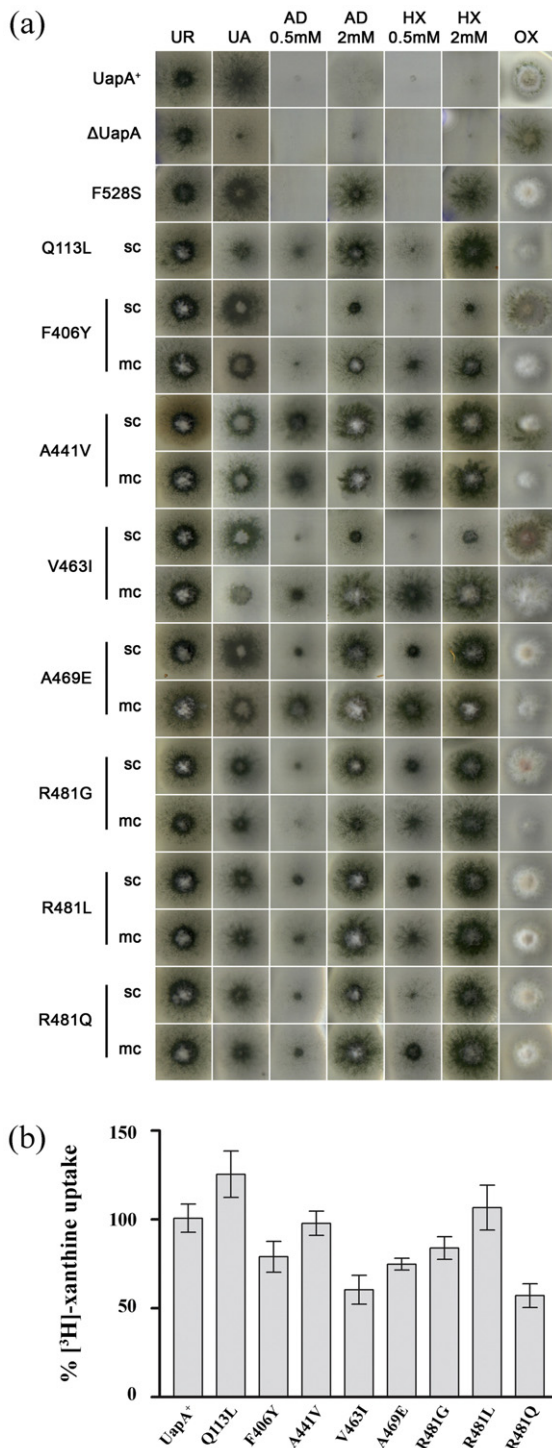 (a)
UR UA AD 0.5mM AD 2mM HX 0.5mM HX 2mM OX
UapA⁺
ΔUapA
F528S
Q113L sc
F406Y sc
mc
A441V sc
mc
V463I sc
mc
A469E sc
mc
R481G sc
mc
R481L sc
mc
R481Q sc
mc
(b)
% [³H]-xanthine uptake
150
100
50
0
UapA⁺ Q113L F406Y A441V V463I A469E R481G R481L R481Q